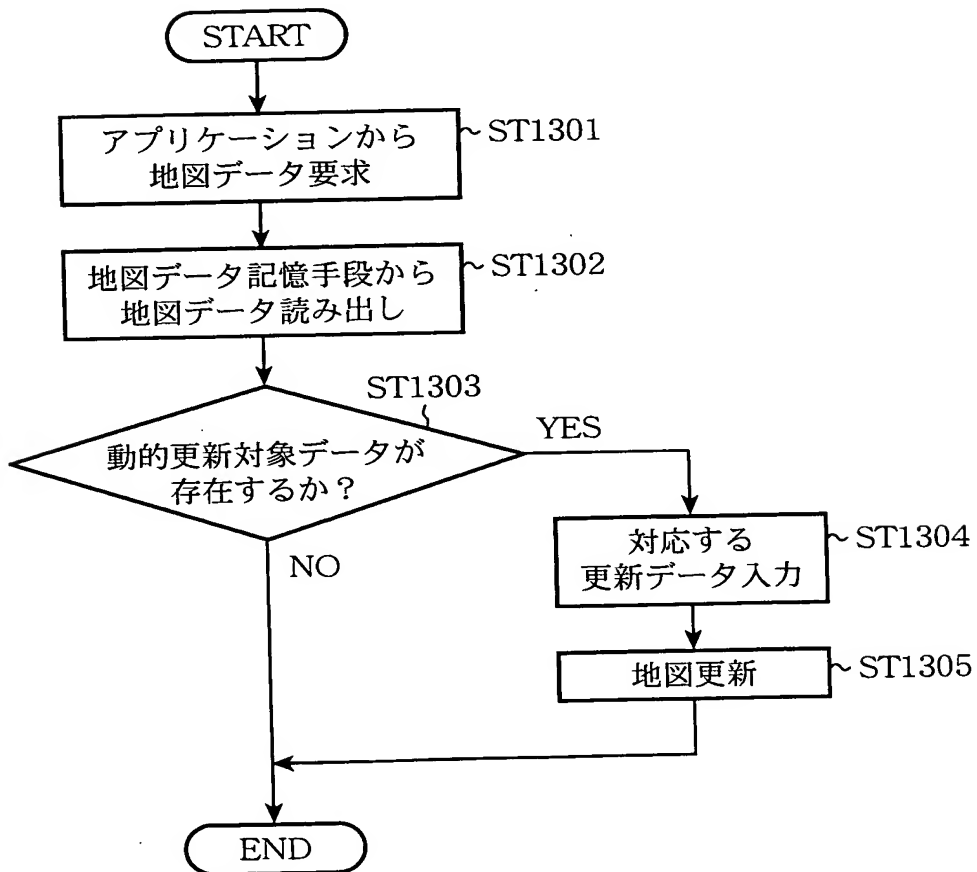 START
アプリケーションから
地図データ要求
ST1301
地図データ記憶手段から
地図データ読み出し
ST1302
ST1303
動的更新対象データが
存在するか？
YES
NO
対応する
更新データ入力
ST1304
地図更新
ST1305
END